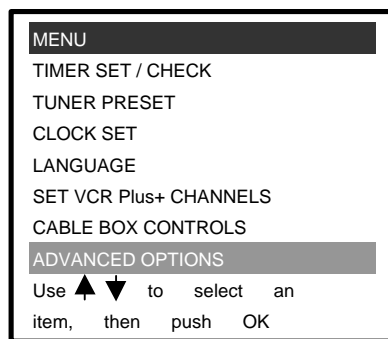 MENU
TIMER SET / CHECK
TUNER PRESET
CLOCK SET
LANGUAGE
SET VCR Plus+ CHANNELS
CABLE BOX CONTROLS
ADVANCED OPTIONS
Use ▲ ▼ to select an
item, then push OK